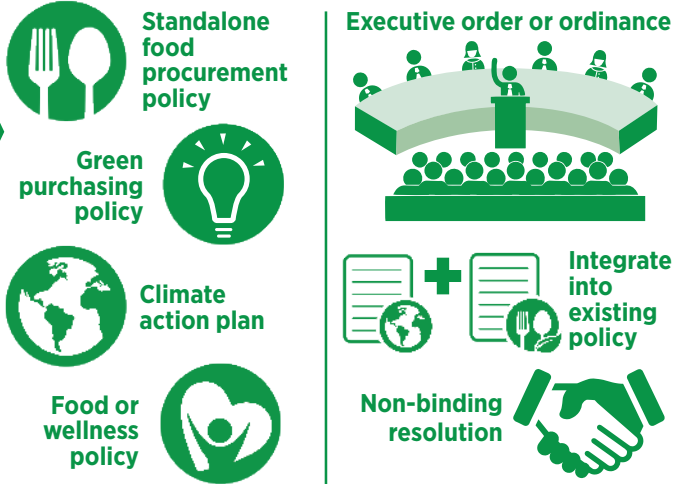 Standalone
food
procurement
policy
Green
purchasing
policy
Climate
action plan
Food or
wellness
policy
Executive order or ordinance
Integrate
into
existing
policy
Non-binding
resolution